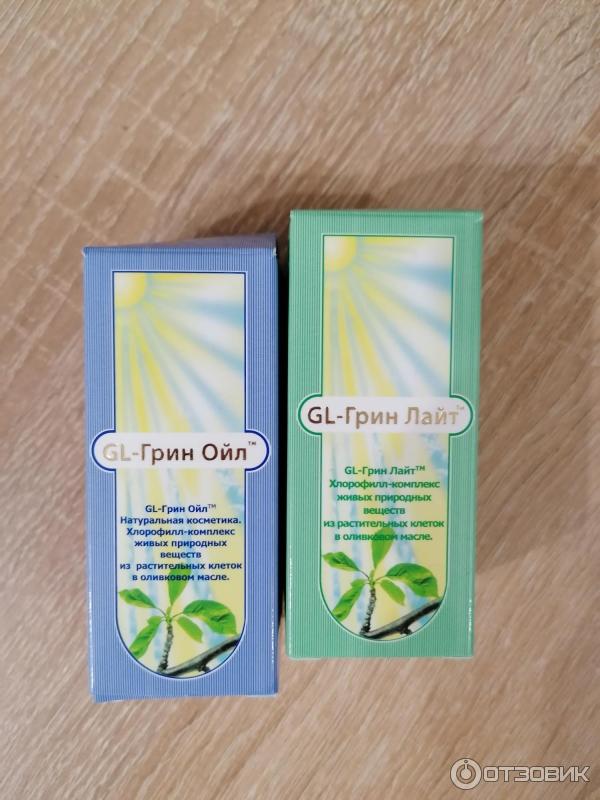 GL-Грин Ойл™
GL-Грин Ойл™
Натуральная косметика.
Хлорофилл-комплекс
живых природных
веществ
из растительных клеток
в оливковом масле.
GL-Грин Лайт™
GL-Грин Лайт™
Хлорофилл-комплекс
живых природных
веществ
из растительных клеток
в оливковом масле.
ОТЗОВИК